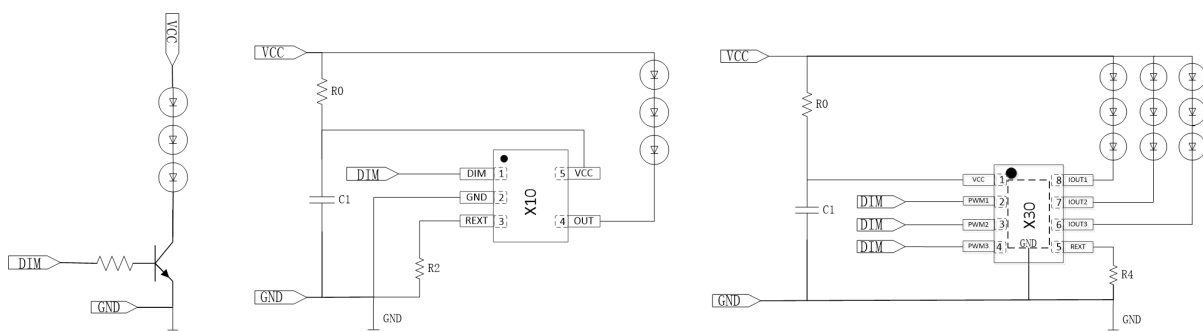 VCC
DIM
GND
VCC
R0
C1
DIM
DIM 1
GND 2
REXT 3
X10
5 VCC
4 OUT
R2
GND
GND
VCC
R0
C1
DIM
DIM
DIM
VCC 1
PWM1 2
PWM2 3
PWM3 4
X30
GND
8 IOUT1
7 IOUT2
6 IOUT3
5 REXT
R4
GND
GND